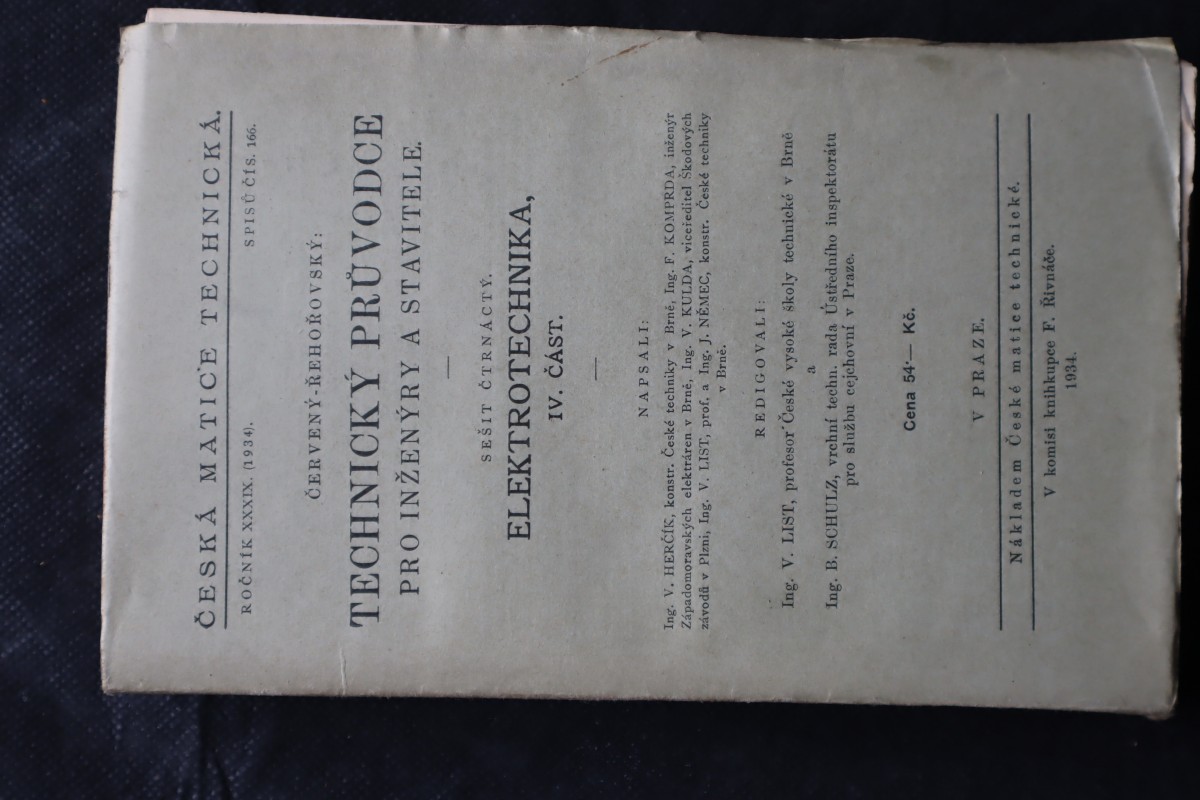 ČESKÁ MATICE TECHNICKÁ.
ROČNÍK XXXIX. (1934). SPISŮ ČÍS. 166.
ČERVENÝ-ŘEHOŘOVSKÝ:
TECHNICKÝ PRŮVODCE
PRO INŽENÝRY A STAVITELE.
SEŠIT ČTRNÁCTÝ.
ELEKTROTECHNIKA,
IV. ČÁST.
NAPSALI:
Ing. V. HERČÍK, konstr. České techniky v Brně, Ing. F. KOMPRDA, inženýr
Západomoravských elektráren v Brně, Ing. V. KULDA, viceředitel Škodových
závodů v Plzni, Ing. V. LIST, prof. a Ing. J. NĚMEC, konstr. České techniky
v Brně.
REDIGOVALI:
Ing. V. LIST, profesor České vysoké školy technické v Brně
a
Ing. B. SCHULZ, vrchní techn. rada Ústředního inspektorátu
pro službu cejchovní v Praze.
Cena 54·— Kč.
V PRAZE.
Nákladem České matice technické.
V komisi knihkupce F. Řivnáče.
1934.